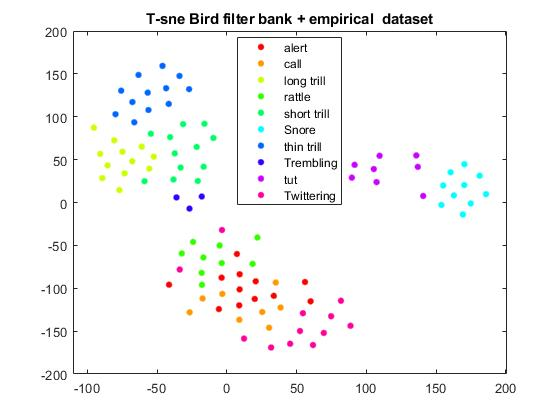 T-sne Bird filter bank + empirical dataset
200
150
100
50
0
-50
-100
-150
-200
-100
-50
0
50
100
150
200
alert
call
long trill
rattle
short trill
Snore
thin trill
Trembling
tut
Twittering